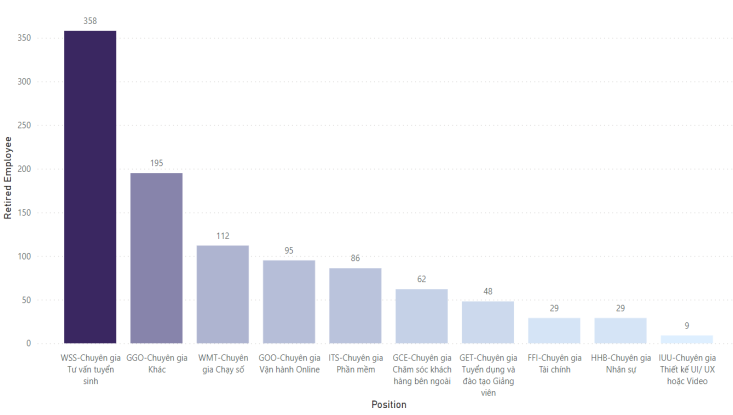 358
350
300
250
200
150
100
50
0
195
112
95
86
62
48
29
29
9
Retired Employee
WSS-Chuyên gia
Tư vấn tuyển
sinh
GGO-Chuyên gia
Khác
WMT-Chuyên
gia Chạy số
GOO-Chuyên gia
Vận hành Online
ITS-Chuyên gia
Phần mềm
GCE-Chuyên gia
Chăm sóc khách
hàng bên ngoài
GET-Chuyên gia
Tuyển dụng và
đào tạo Giảng
viên
FFI-Chuyên gia
Tài chính
HHB-Chuyên gia
Nhân sự
IUU-Chuyên gia
Thiết kế UI/ UX
hoặc Video
Position